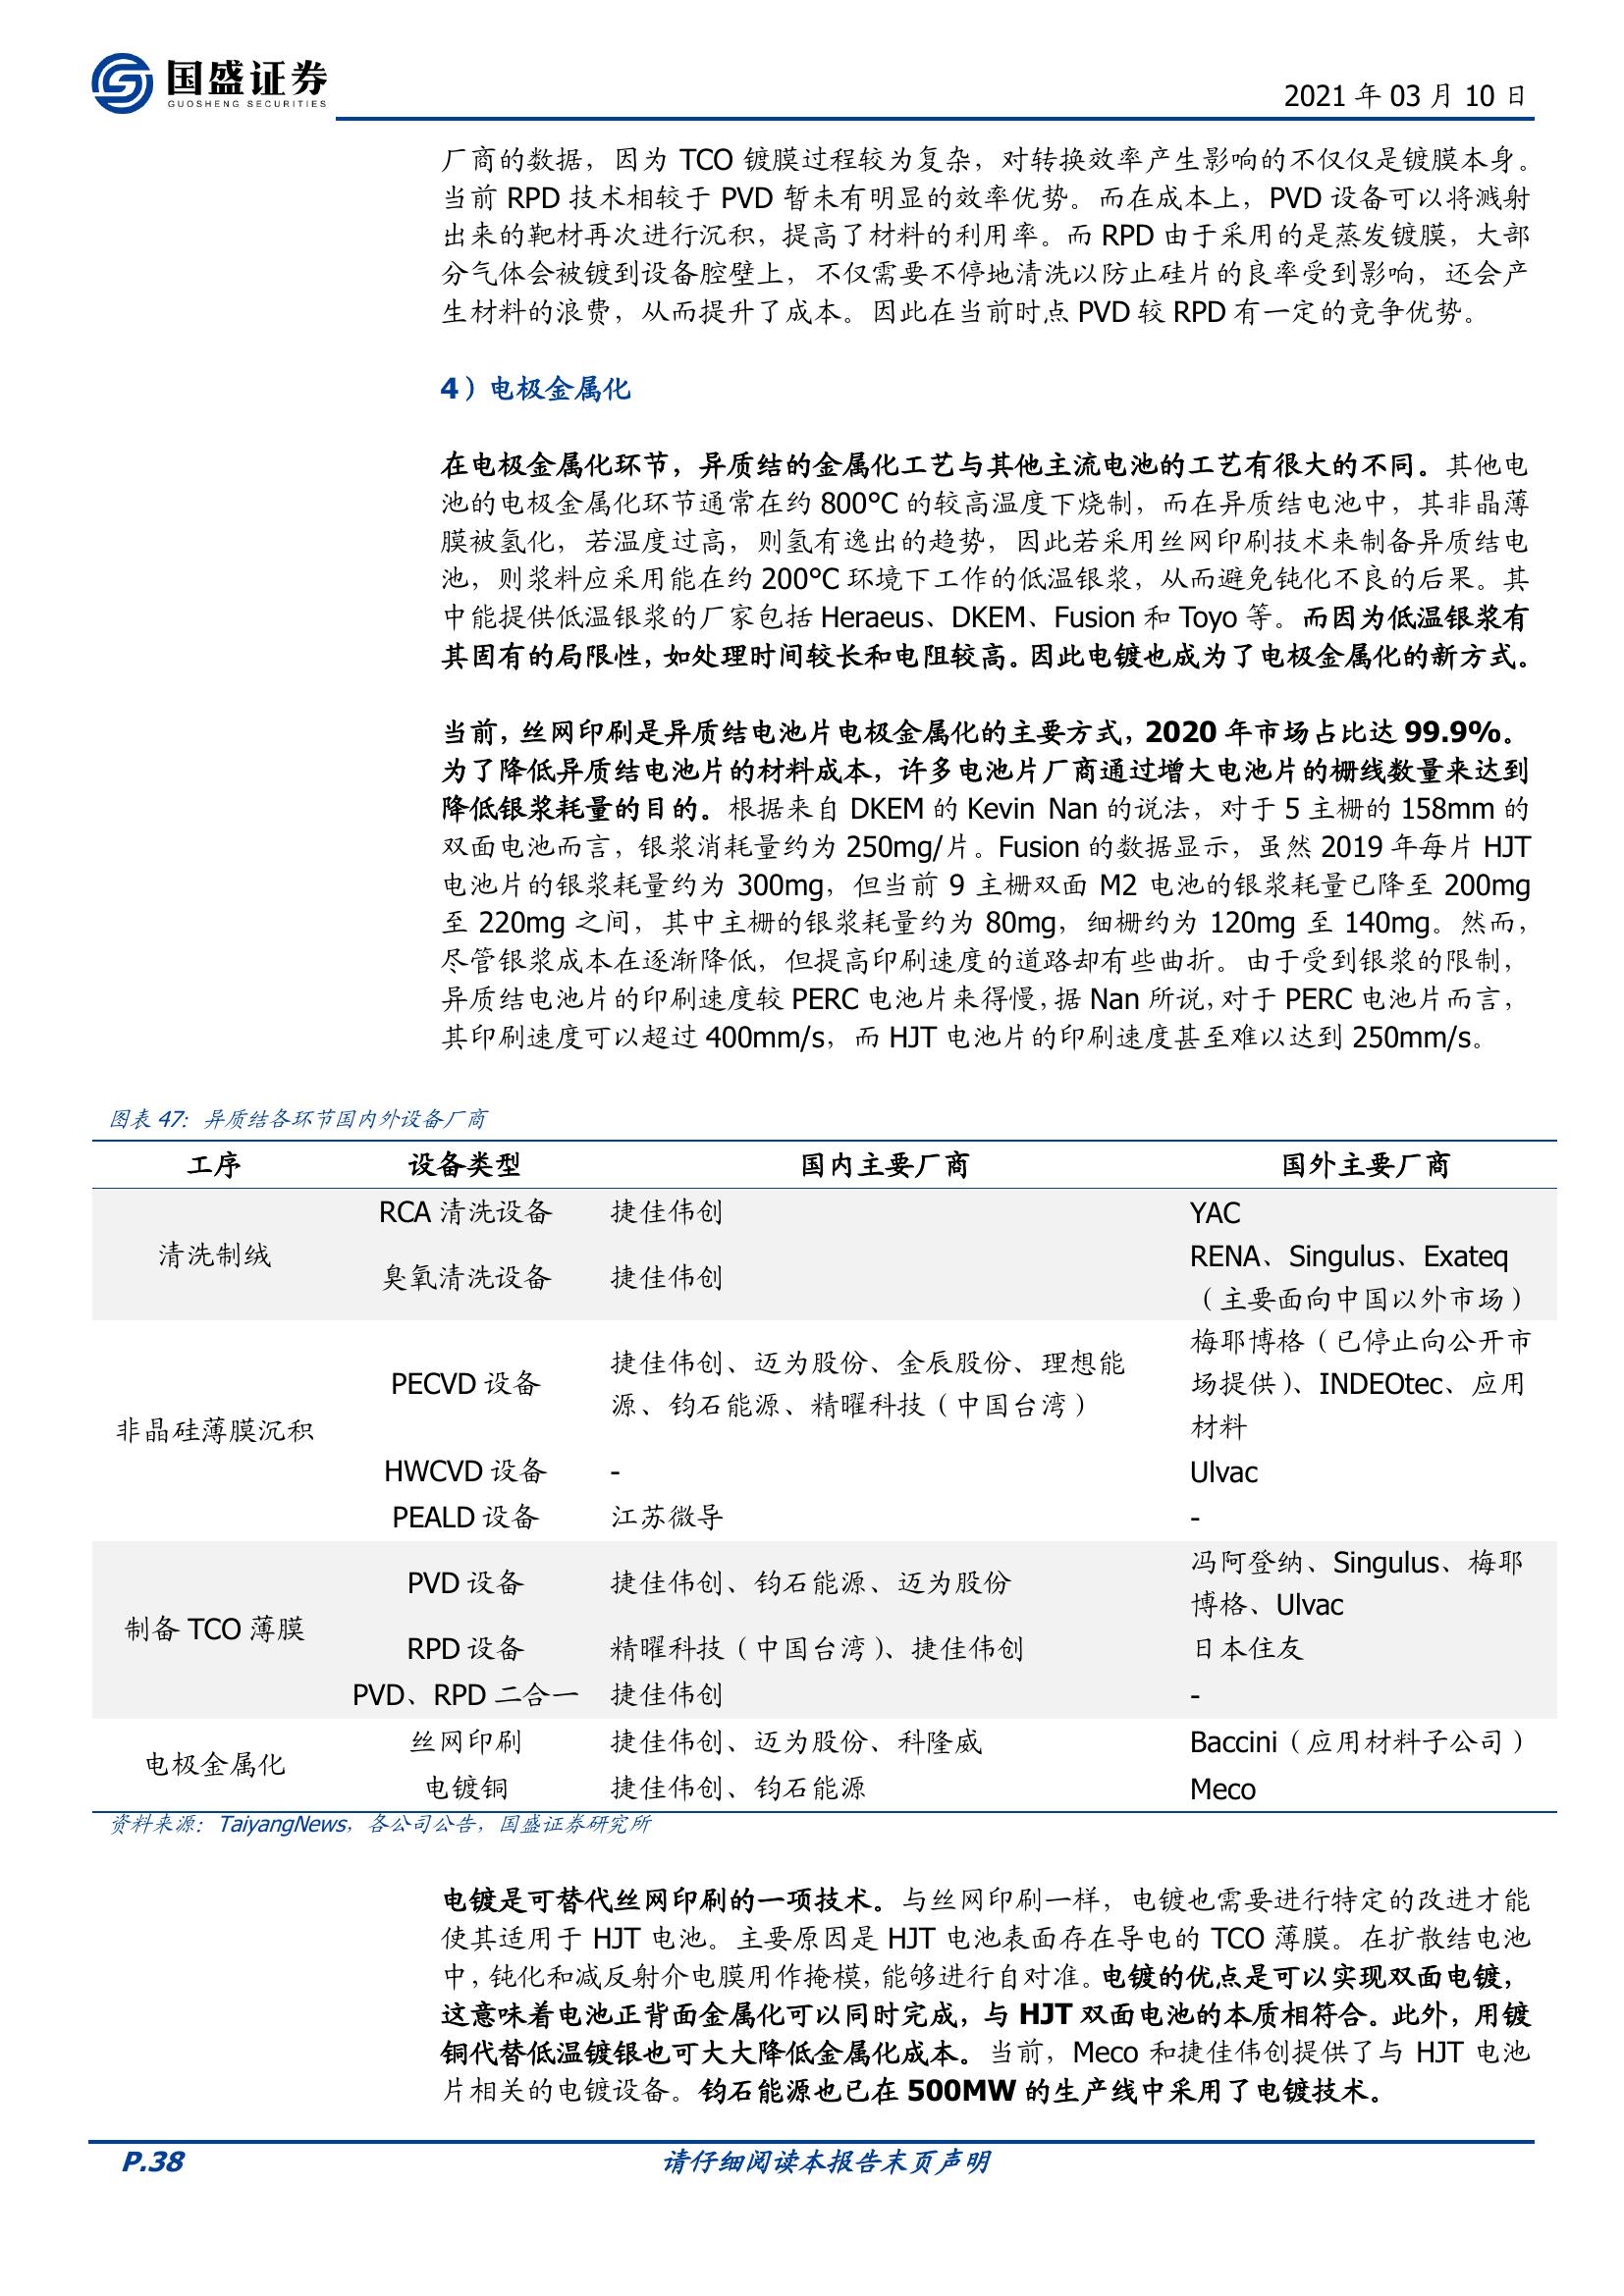 国盛证券
GUOSHENG SECURITIES
2021 年 03 月 10 日
厂商的数据，因为 TCO 镀膜过程较为复杂，对转换效率产生影响的不仅仅是镀膜本身。
当前 RPD 技术相较于 PVD 暂未有明显的效率优势。而在成本上，PVD 设备可以将溅射
出来的靶材再次进行沉积，提高了材料的利用率。而 RPD 由于采用的是蒸发镀膜，大部
分气体会被镀到设备腔壁上，不仅需要不停地清洗以防止硅片的良率受到影响，还会产
生材料的浪费，从而提升了成本。因此在当前时点 PVD 较 RPD 有一定的竞争优势。
4）电极金属化
在电极金属化环节，异质结的金属化工艺与其他主流电池的工艺有很大的不同。其他电
池的电极金属化环节通常在约 800°C 的较高温度下烧制，而在异质结电池中，其非晶薄
膜被氢化，若温度过高，则氢有逸出的趋势，因此若采用丝网印刷技术来制备异质结电
池，则浆料应采用能在约 200°C 环境下工作的低温银浆，从而避免钝化不良的后果。其
中能提供低温银浆的厂家包括 Heraeus、DKEM、Fusion 和 Toyo 等。而因为低温银浆有
其固有的局限性，如处理时间较长和电阻较高。因此电镀也成为了电极金属化的新方式。
当前，丝网印刷是异质结电池片电极金属化的主要方式，2020 年市场占比达 99.9%。
为了降低异质结电池片的材料成本，许多电池片厂商通过增大电池片的栅线数量来达到
降低银浆耗量的目的。根据来自 DKEM 的 Kevin Nan 的说法，对于 5 主栅的 158mm 的
双面电池而言，银浆消耗量约为 250mg/片。Fusion 的数据显示，虽然 2019 年每片 HJT
电池片的银浆耗量约为 300mg，但当前 9 主栅双面 M2 电池的银浆耗量已降至 200mg
至 220mg 之间，其中主栅的银浆耗量约为 80mg，细栅约为 120mg 至 140mg。然而，
尽管银浆成本在逐渐降低，但提高印刷速度的道路却有些曲折。由于受到银浆的限制，
异质结电池片的印刷速度较 PERC 电池片来得慢，据 Nan 所说，对于 PERC 电池片而言，
其印刷速度可以超过 400mm/s，而 HJT 电池片的印刷速度甚至难以达到 250mm/s。
图表 47：异质结各环节国内外设备厂商
工序 设备类型 国内主要厂商 国外主要厂商
清洗制绒 RCA 清洗设备 捷佳伟创 YAC
臭氧清洗设备 捷佳伟创 RENA、Singulus、Exateq
（主要面向中国以外市场）
非晶硅薄膜沉积 PECVD 设备 捷佳伟创、迈为股份、金辰股份、理想能
源、钧石能源、精曜科技（中国台湾） 梅耶博格（已停止向公开市
场提供）、INDEOtec、应用
材料
HWCVD 设备 - Ulvac
PEALD 设备 江苏微导 -
制备 TCO 薄膜 PVD 设备 捷佳伟创、钧石能源、迈为股份 冯阿登纳、Singulus、梅耶
博格、Ulvac
RPD 设备 精曜科技（中国台湾）、捷佳伟创 日本住友
PVD、RPD 二合一 捷佳伟创 -
电极金属化 丝网印刷 捷佳伟创、迈为股份、科隆威 Baccini（应用材料子公司）
电镀铜 捷佳伟创、钧石能源 Meco
资料来源：TaiyangNews，各公司公告，国盛证券研究所
电镀是可替代丝网印刷的一项技术。与丝网印刷一样，电镀也需要进行特定的改进才能
使其适用于 HJT 电池。主要原因是 HJT 电池表面存在导电的 TCO 薄膜。在扩散结电池
中，钝化和减反射介电膜用作掩模，能够进行自对准。电镀的优点是可以实现双面电镀，
这意味着电池正背面金属化可以同时完成，与 HJT 双面电池的本质相符合。此外，用镀
铜代替低温镀银也可大大降低金属化成本。当前，Meco 和捷佳伟创提供了与 HJT 电池
片相关的电镀设备。钧石能源也已在 500MW 的生产线中采用了电镀技术。
P.38 请仔细阅读本报告末页声明